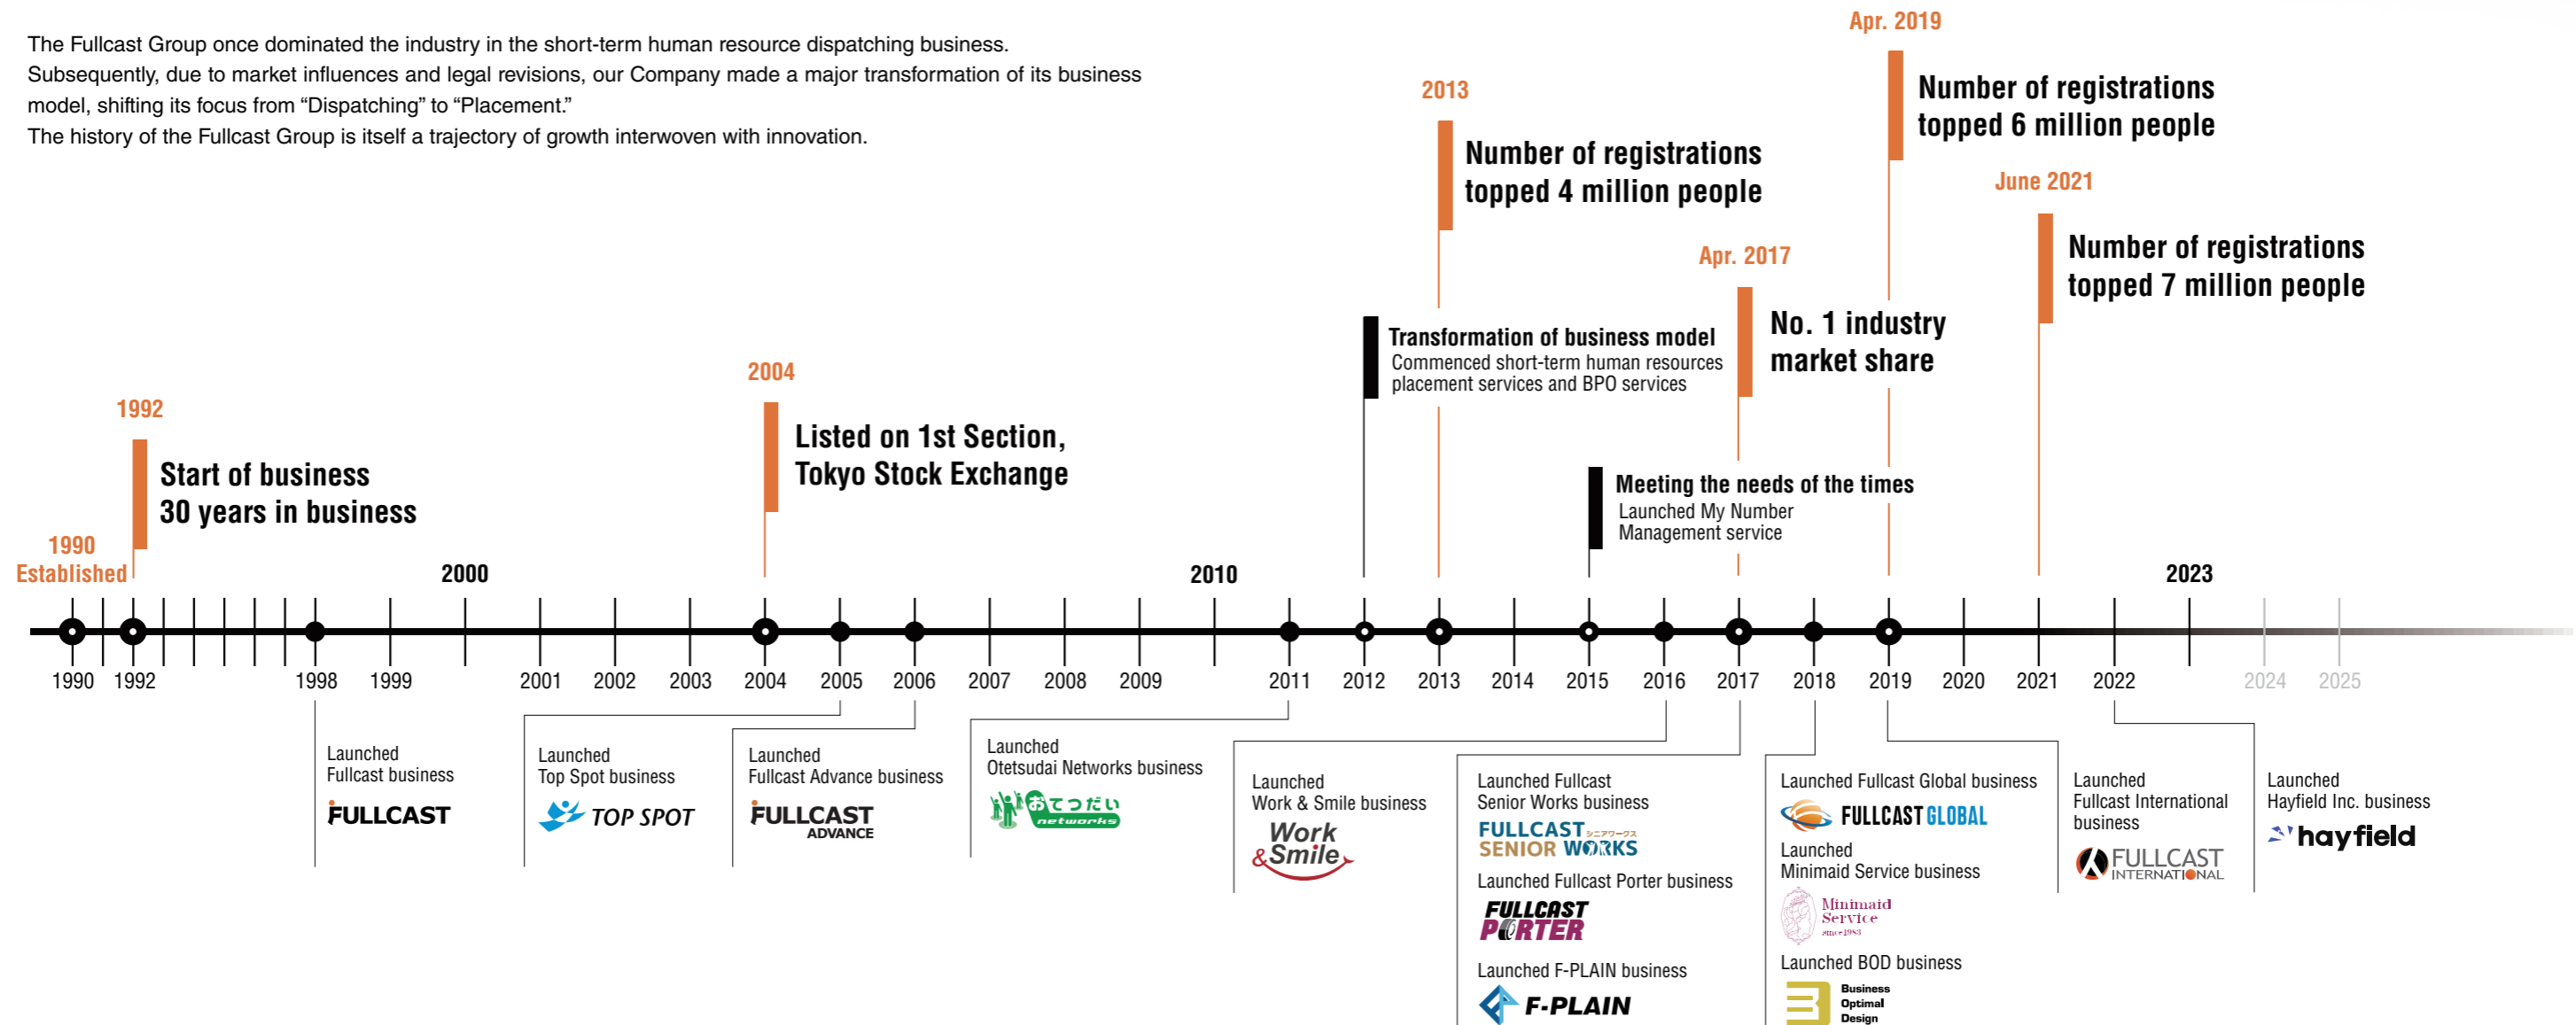 The Fullcast Group once dominated the industry in the short-term human resource dispatching business.
Subsequently, due to market influences and legal revisions, our Company made a major transformation of its business
model, shifting its focus from “Dispatching” to “Placement.”
The history of the Fullcast Group is itself a trajectory of growth interwoven with innovation.
Apr. 2019
Number of registrations
topped 6 million people
2013
Number of registrations
topped 4 million people
June 2021
Number of registrations
topped 7 million people
Apr. 2017
No. 1 industry
market share
Transformation of business model
Commenced short-term human resources
placement services and BPO services
2004
Listed on 1st Section,
Tokyo Stock Exchange
1992
Start of business
30 years in business
Meeting the needs of the times
Launched My Number
Management service
1990
Established
2000
2010
2023
1990 1992 1998 1999 2001 2002 2003 2004 2005 2006 2007 2008 2009 2011 2012 2013 2014 2015 2016 2017 2018 2019 2020 2021 2022 2024 2025
Launched
Fullcast business
FULLCAST
Launched
Top Spot business
TOP SPOT
Launched
Fullcast Advance business
FULLCAST
ADVANCE
Launched
Otetsudai Networks business
おてつだい
networks
Launched
Work & Smile business
Work
&Smile
Launched Fullcast
Senior Works business
FULLCAST シニアワークス
SENIOR WORKS
Launched Fullcast Porter business
FULLCAST
PORTER
Launched F-PLAIN business
F-PLAIN
Launched Fullcast Global business
FULLCAST GLOBAL
Launched
Minimaid Service business
Minimaid
Service
since1983
Launched BOD business
Business
Optimal
Design
Launched
Fullcast International
business
FULLCAST
INTERNATIONAL
Launched
Hayfield Inc. business
hayfield